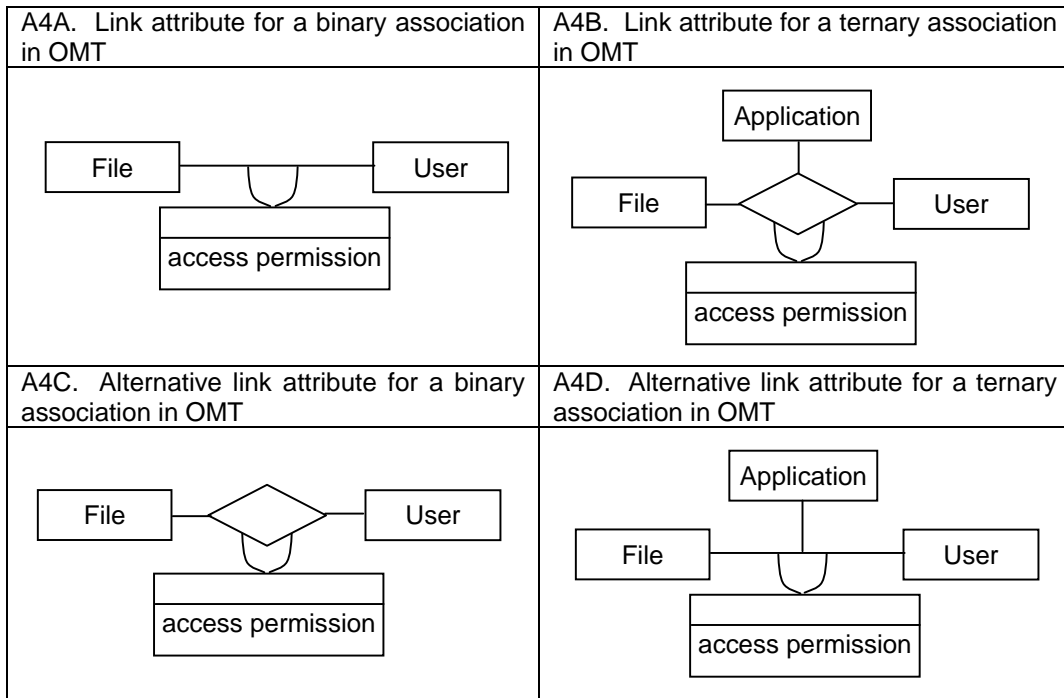 A4A. Link attribute for a binary association
in OMT
A4B. Link attribute for a ternary association
in OMT
File
User
access permission
Application
File
User
access permission
A4C. Alternative link attribute for a binary
association in OMT
A4D. Alternative link attribute for a ternary
association in OMT
File
User
access permission
Application
File
User
access permission